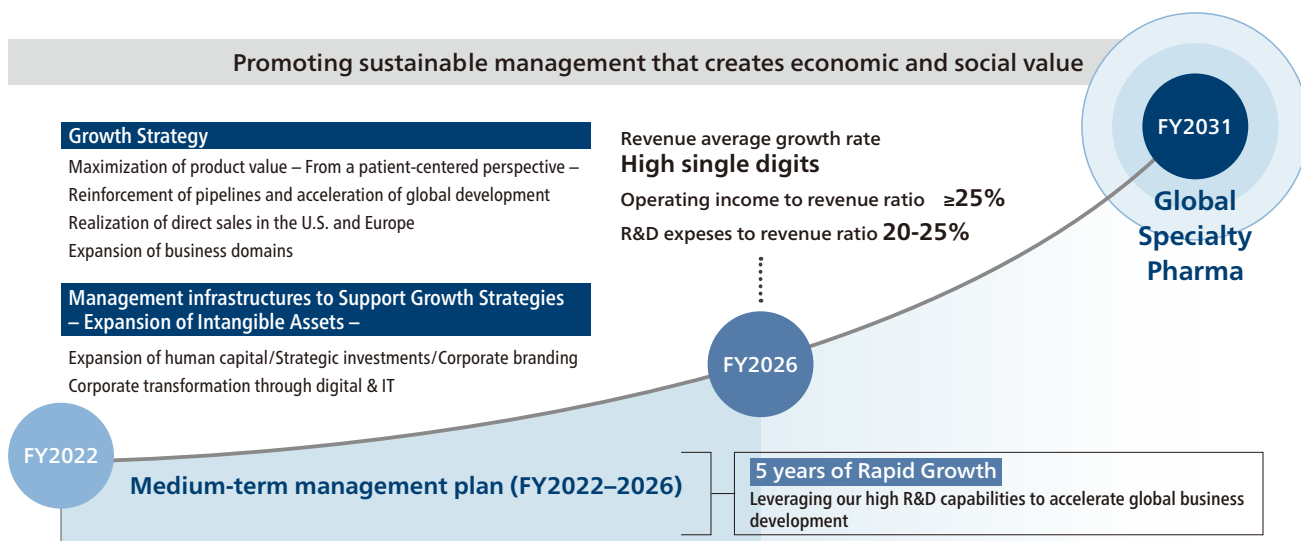 Promoting sustainable management that creates economic and social value
FY2031
Global
Specialty
Pharma
Growth Strategy
Maximization of product value – From a patient-centered perspective –
Reinforcement of pipelines and acceleration of global development
Realization of direct sales in the U.S. and Europe
Expansion of business domains
Management infrastructures to Support Growth Strategies
– Expansion of Intangible Assets –
Expansion of human capital/Strategic investments/Corporate branding
Corporate transformation through digital & IT
Revenue average growth rate
High single digits
Operating income to revenue ratio ≥25%
R&D expeses to revenue ratio 20-25%
FY2026
FY2022
Medium-term management plan (FY2022–2026)
5 years of Rapid Growth
Leveraging our high R&D capabilities to accelerate global business
development